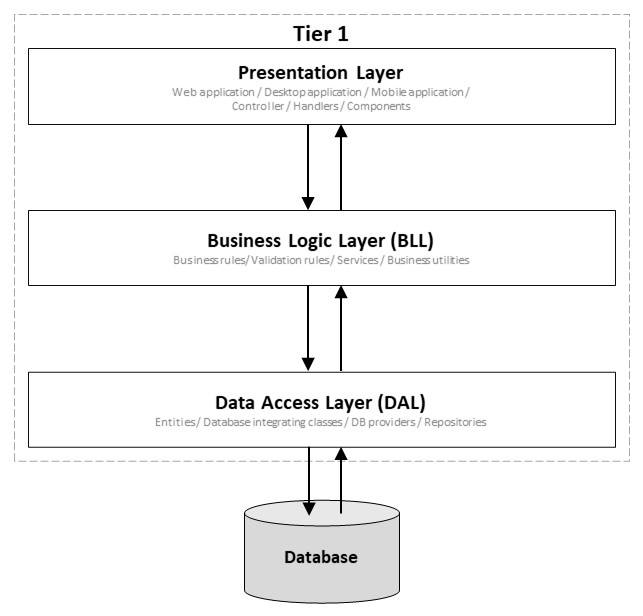 Tier 1
Presentation Layer
Web application / Desktop application / Mobile application /
Controller / Handlers / Components
Business Logic Layer (BLL)
Business rules/ Validation rules / Services / Business utilities
Data Access Layer (DAL)
Entities / Database integrating classes / DB providers / Repositories
Database